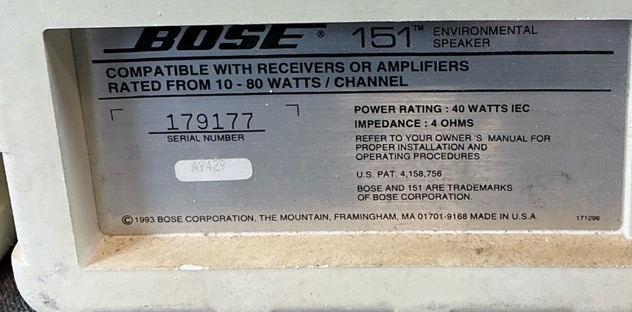 BOSE® 151™ ENVIRONMENTAL
SPEAKER
COMPATIBLE WITH RECEIVERS OR AMPLIFIERS
RATED FROM 10 - 80 WATTS / CHANNEL
179177
SERIAL NUMBER
A9429
POWER RATING : 40 WATTS IEC
IMPEDANCE : 4 OHMS
REFER TO YOUR OWNER'S MANUAL FOR
PROPER INSTALLATION AND
OPERATING PROCEDURES
U.S. PAT. 4,158,756
BOSE AND 151 ARE TRADEMARKS
OF BOSE CORPORATION.
© 1993 BOSE CORPORATION, THE MOUNTAIN, FRAMINGHAM, MA 01701-9168 MADE IN U.S.A
171296